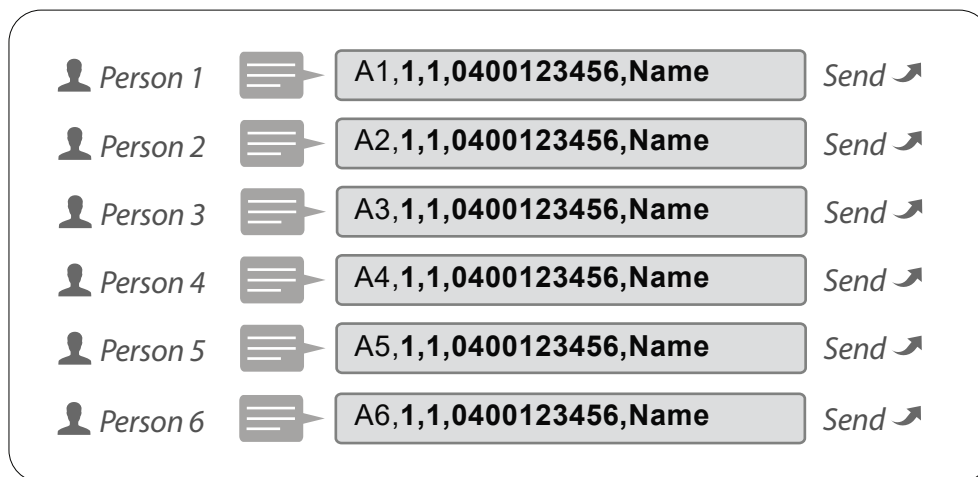 Person 1 A1,1,1,0400123456,Name Send
Person 2 A2,1,1,0400123456,Name Send
Person 3 A3,1,1,0400123456,Name Send
Person 4 A4,1,1,0400123456,Name Send
Person 5 A5,1,1,0400123456,Name Send
Person 6 A6,1,1,0400123456,Name Send